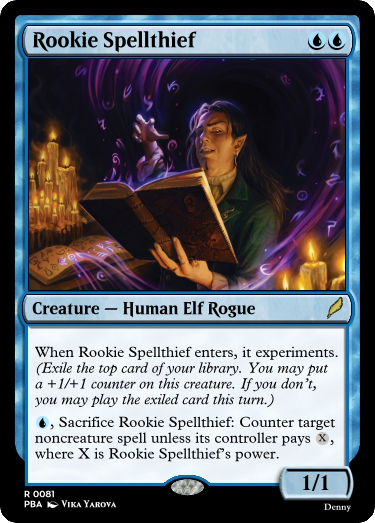 Rookie Spellthief
Creature — Human Elf Rogue
When Rookie Spellthief enters, it experiments.
(Exile the top card of your library. You may put
a +1/+1 counter on this creature. If you don't,
you may play the exiled card this turn.)
, Sacrifice Rookie Spellthief: Counter target
noncreature spell unless its controller pays X,
where X is Rookie Spellthief's power.
1/1
R 0081
PBA VIKA YAROVA
Denny